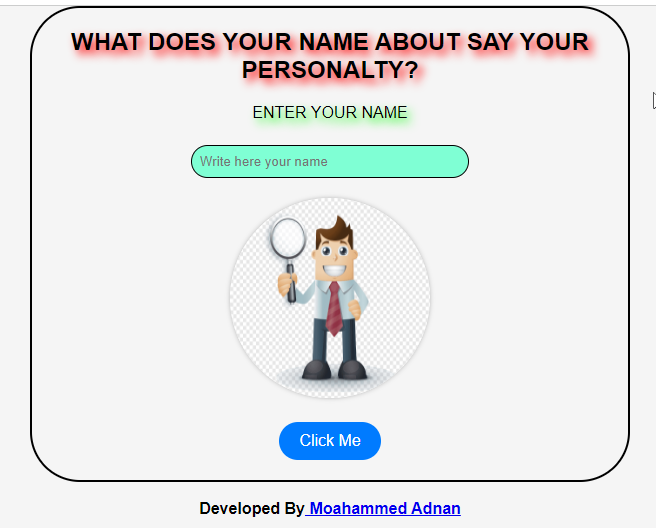 WHAT DOES YOUR NAME ABOUT SAY YOUR
PERSONALTY?
ENTER YOUR NAME
Write here your name
Click Me
Developed By Moahammed Adnan